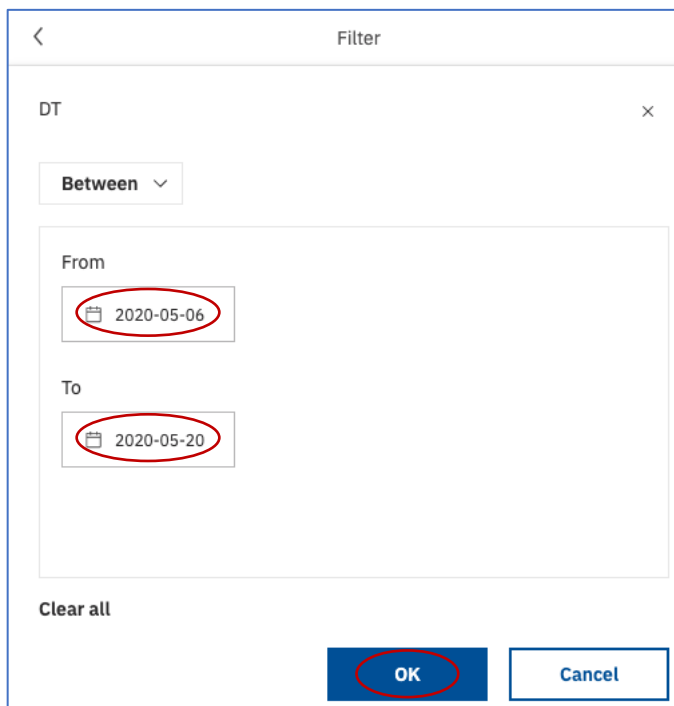 Filter
DT
Between
From
2020-05-06
To
2020-05-20
Clear all
OK
Cancel